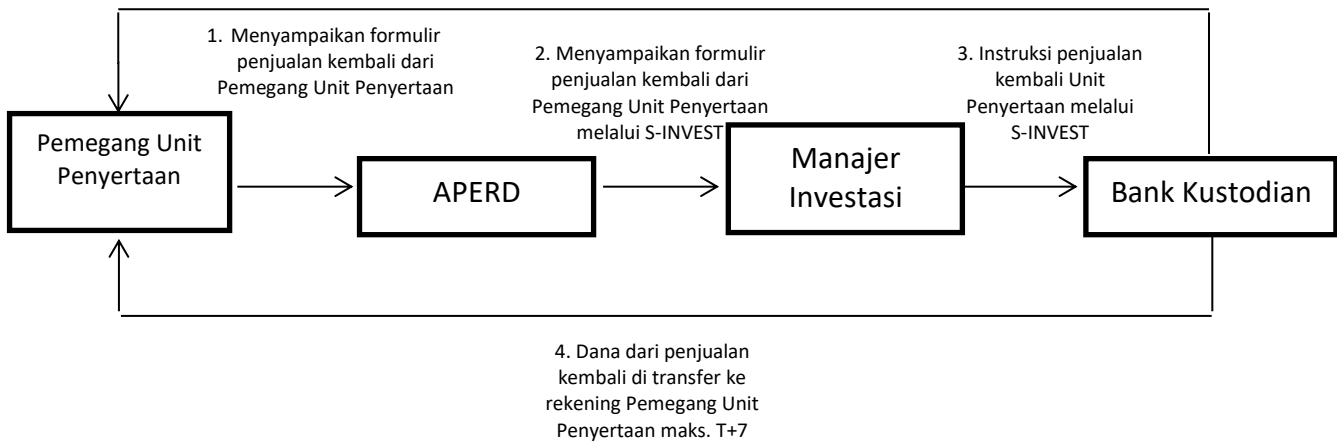 1. Menyampaikan formulir
penjualan kembali dari
Pemegang Unit Penyertaan
2. Menyampaikan formulir
penjualan kembali dari
Pemegang Unit Penyertaan
melalui S-INVEST
3. Instruksi penjualan
kembali Unit
Penyertaan melalui
S-INVEST
Pemegang Unit
Penyertaan
APERD
Manajer
Investasi
Bank Kustodian
4. Dana dari penjualan
kembali di transfer ke
rekening Pemegang Unit
Penyertaan maks. T+7